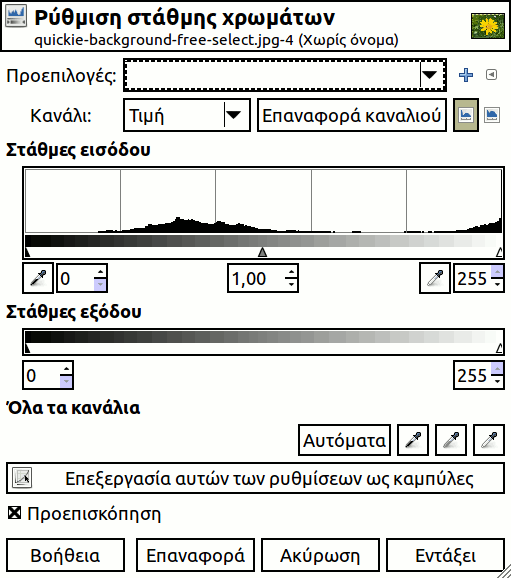 Ρύθμιση στάθμης χρωμάτων
quickie-background-free-select.jpg-4 (Χωρίς όνομα)
Προεπιλογές:
Κανάλι: Τιμή Επαναφορά καναλιού
Στάθμες εισόδου
0 1,00 255
Στάθμες εξόδου
0 255
Όλα τα κανάλια
Αυτόματα
Επεξεργασία αυτών των ρυθμίσεων ως καμπύλες
Προεπισκόπηση
Βοήθεια Επαναφορά Ακύρωση Εντάξει